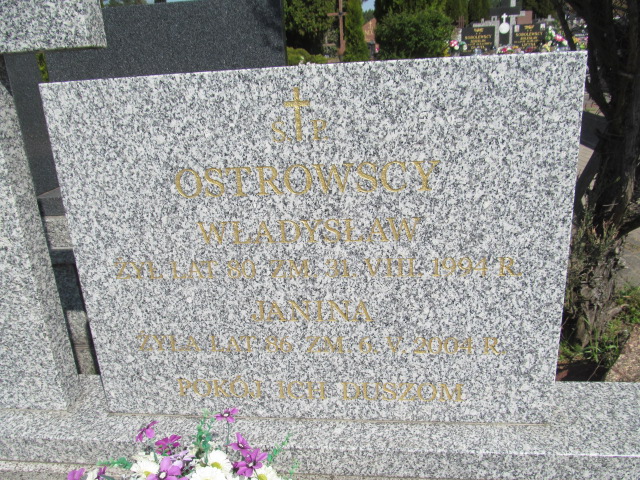 Ś. P.
OSTROWSCY
WŁADYSŁAW
ŻYŁ LAT 80 ZM. 31. VIII. 1994 R.
JANINA
ŻYŁA LAT 86 ZM. 6. V. 2004 R.
POKÓJ ICH DUSZOM